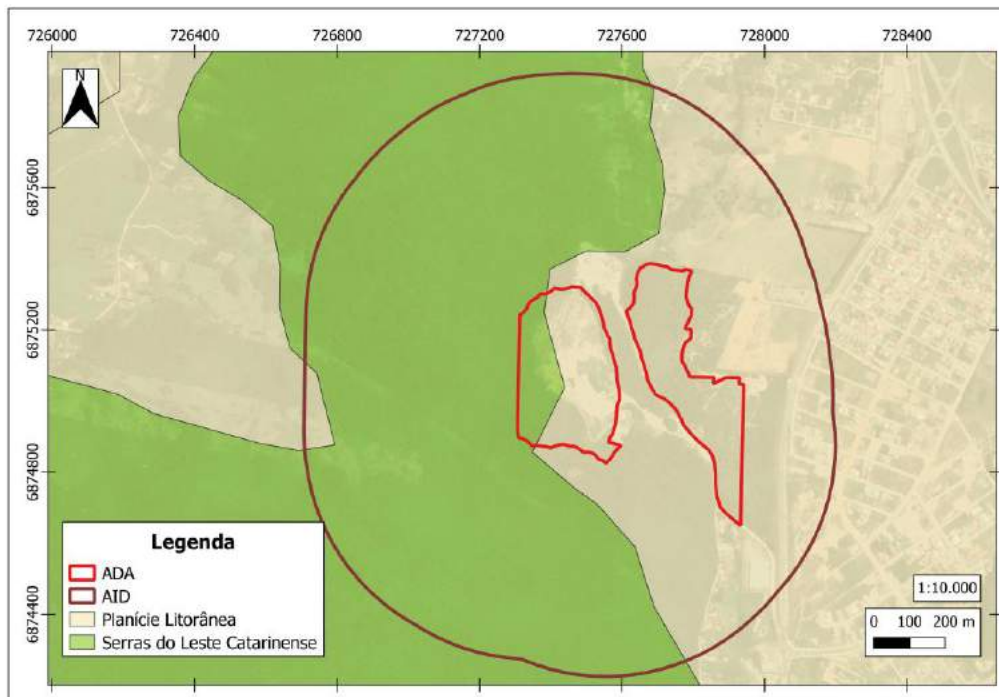 726000 726400 726800 727200 727600 728000 728400
N
6875600
6875200
6874800
6874400
Legenda
ADA
AID
Planície Litorânea
Serras do Leste Catarinense
1:10.000
0 100 200 m